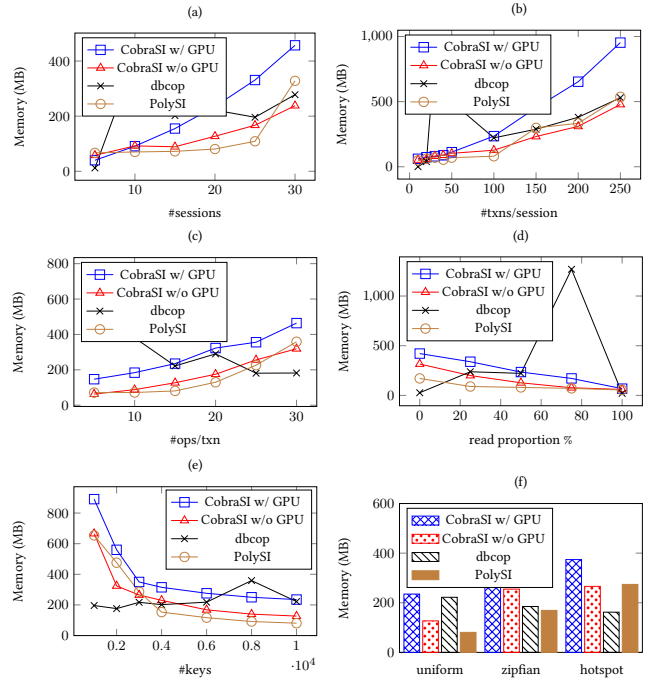 (a)
Memory (MB)
400
200
0
CobraSI w/ GPU
CobraSI w/o GPU
dbcop
PolySI
10
20
30
#sessions
(b)
Memory (MB)
1,000
500
0
CobraSI w/ GPU
CobraSI w/o GPU
dbcop
PolySI
0
50
100
150
200
250
#txns/session
(c)
Memory (MB)
800
600
400
200
0
CobraSI w/ GPU
CobraSI w/o GPU
dbcop
PolySI
10
20
30
#ops/txn
(d)
Memory (MB)
1,000
500
0
CobraSI w/ GPU
CobraSI w/o GPU
dbcop
PolySI
0
20
40
60
80
100
read proportion %
(e)
Memory (MB)
800
600
400
200
0
CobraSI w/ GPU
CobraSI w/o GPU
dbcop
PolySI
0.2
0.4
0.6
0.8
1
·10⁴
#keys
(f)
Memory (MB)
600
400
200
0
CobraSI w/ GPU
CobraSI w/o GPU
dbcop
PolySI
uniform
zipfian
hotspot